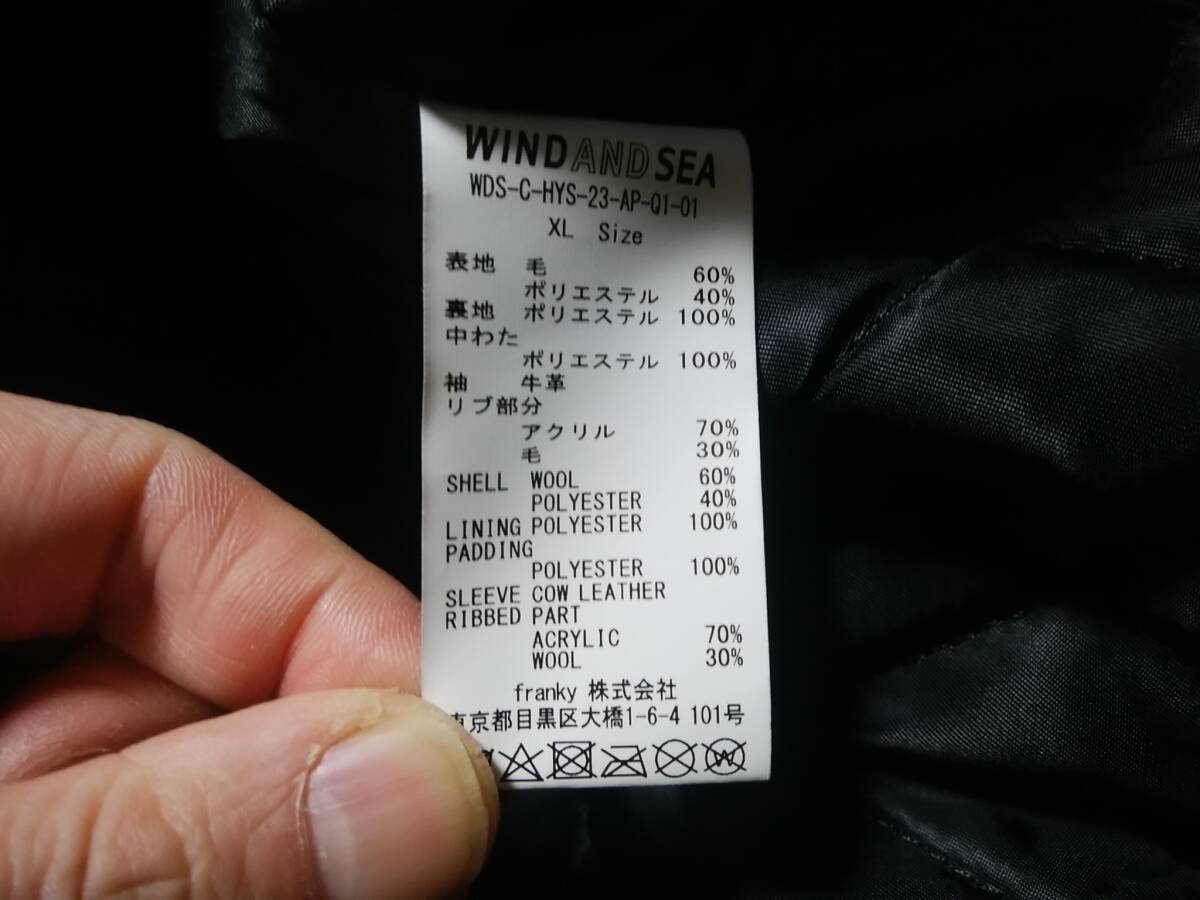 WIND AND SEA
WDS-C-HYS-23-AP-Q1-01
XL Size
表地 毛 60%
ポリエステル 40%
裏地 ポリエステル 100%
中わた
ポリエステル 100%
袖 牛革
リブ部分
アクリル 70%
毛 30%
SHELL WOOL 60%
POLYESTER 40%
LINING POLYESTER 100%
PADDING
POLYESTER 100%
SLEEVE COW LEATHER
RIBBED PART
ACRYLIC 70%
WOOL 30%
franky 株式会社
東京都目黒区大橋1-6-4 101号